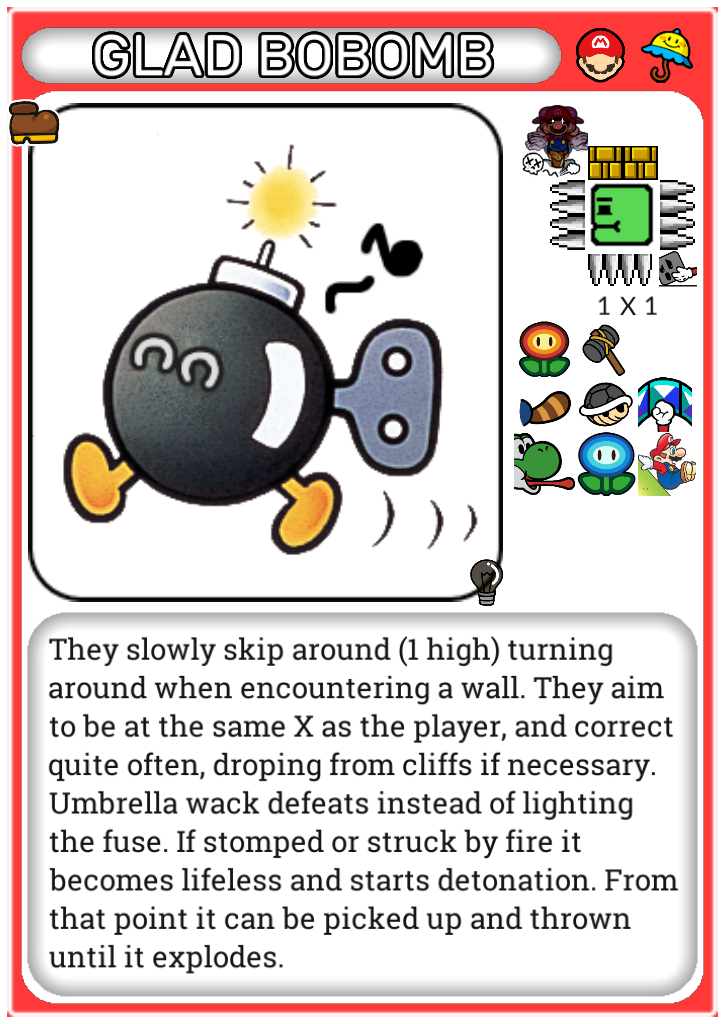 GLAD BOBOMB
1 X 1
They slowly skip around (1 high) turning
around when encountering a wall. They aim
to be at the same X as the player, and correct
quite often, droping from cliffs if necessary.
Umbrella wack defeats instead of lighting
the fuse. If stomped or struck by fire it
becomes lifeless and starts detonation. From
that point it can be picked up and thrown
until it explodes.